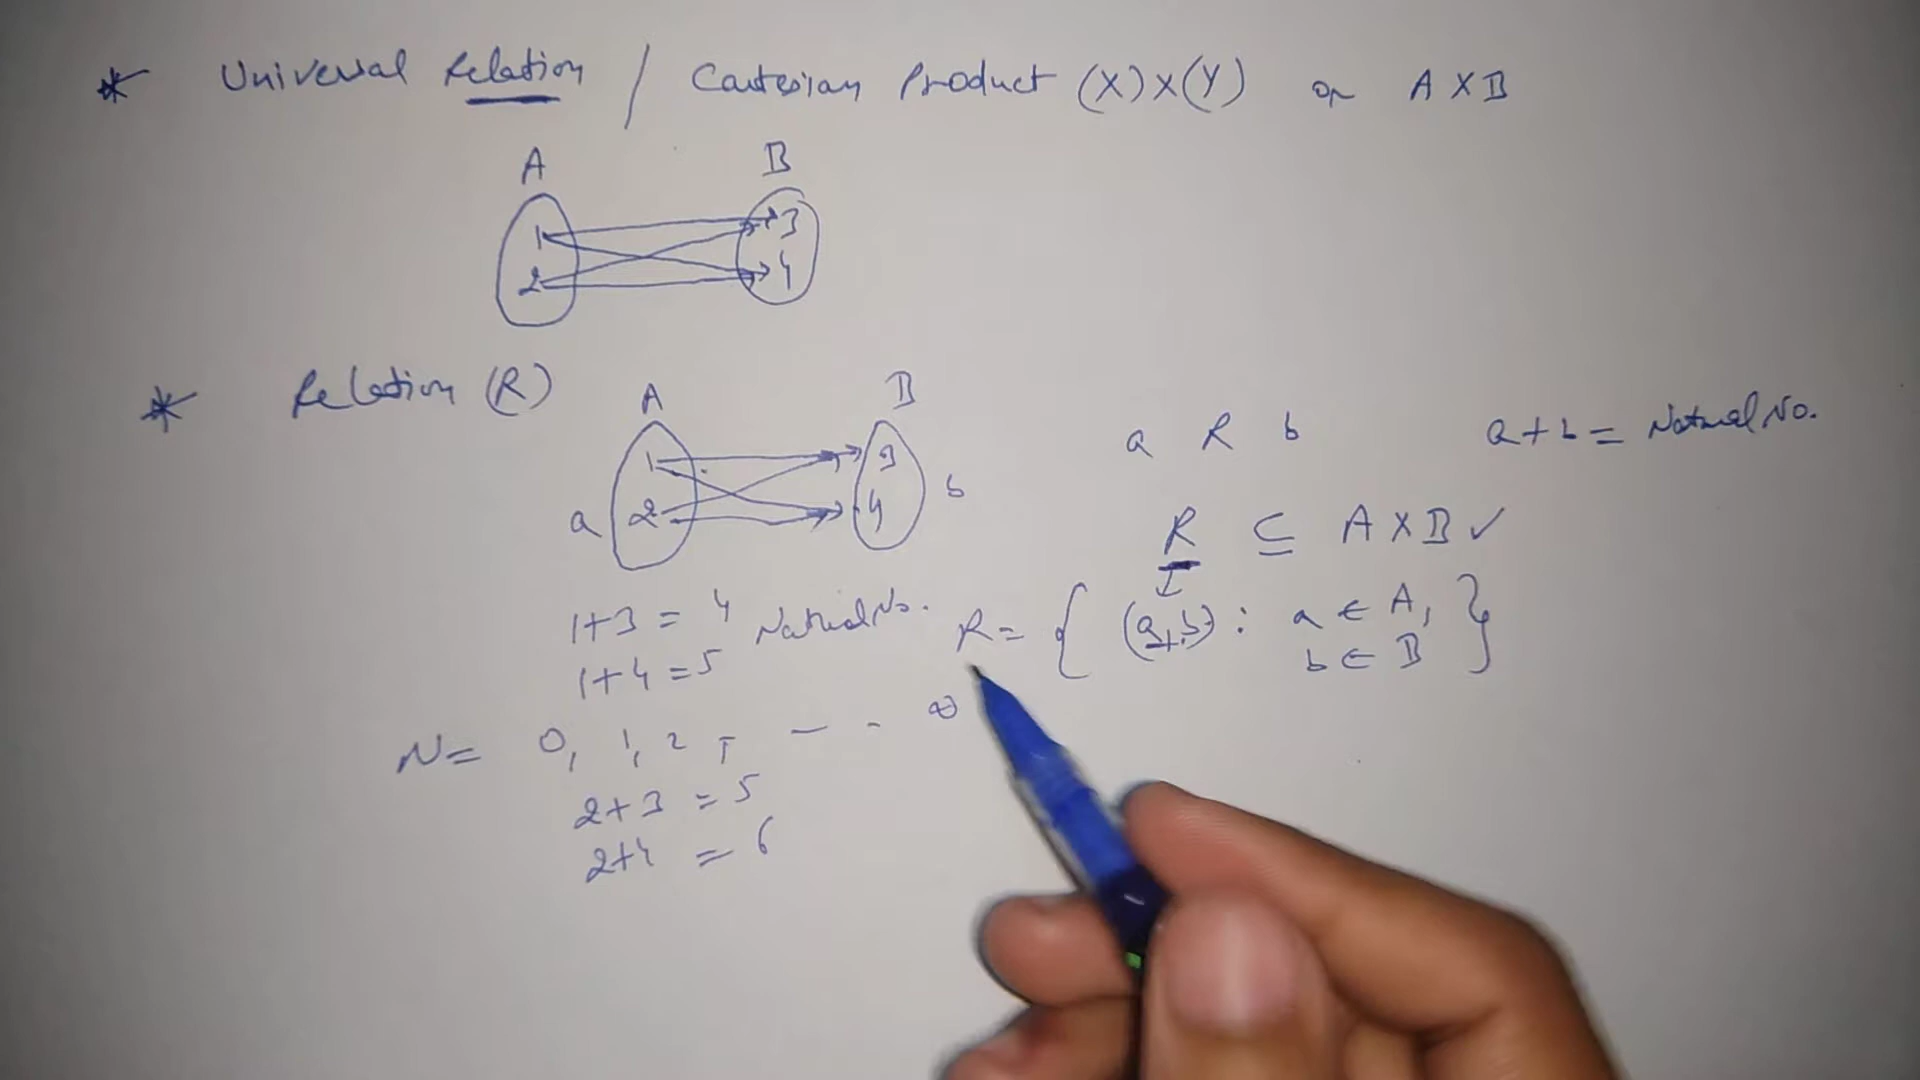 * Universal Relation / Cartesian Product (X)x(Y) or A X B
A B
1 3
2 4
* Relation (R) A B
1 3
a 2 4 b
a R b a+b = Natural No.
R ⊆ A X B ✓
1+3 = 4 Natural No.
1+4 = 5
R = { (a, b) : a ∈ A, b ∈ B }
N = 0, 1, 2, — - ∞
2+3 = 5
2+4 = 6